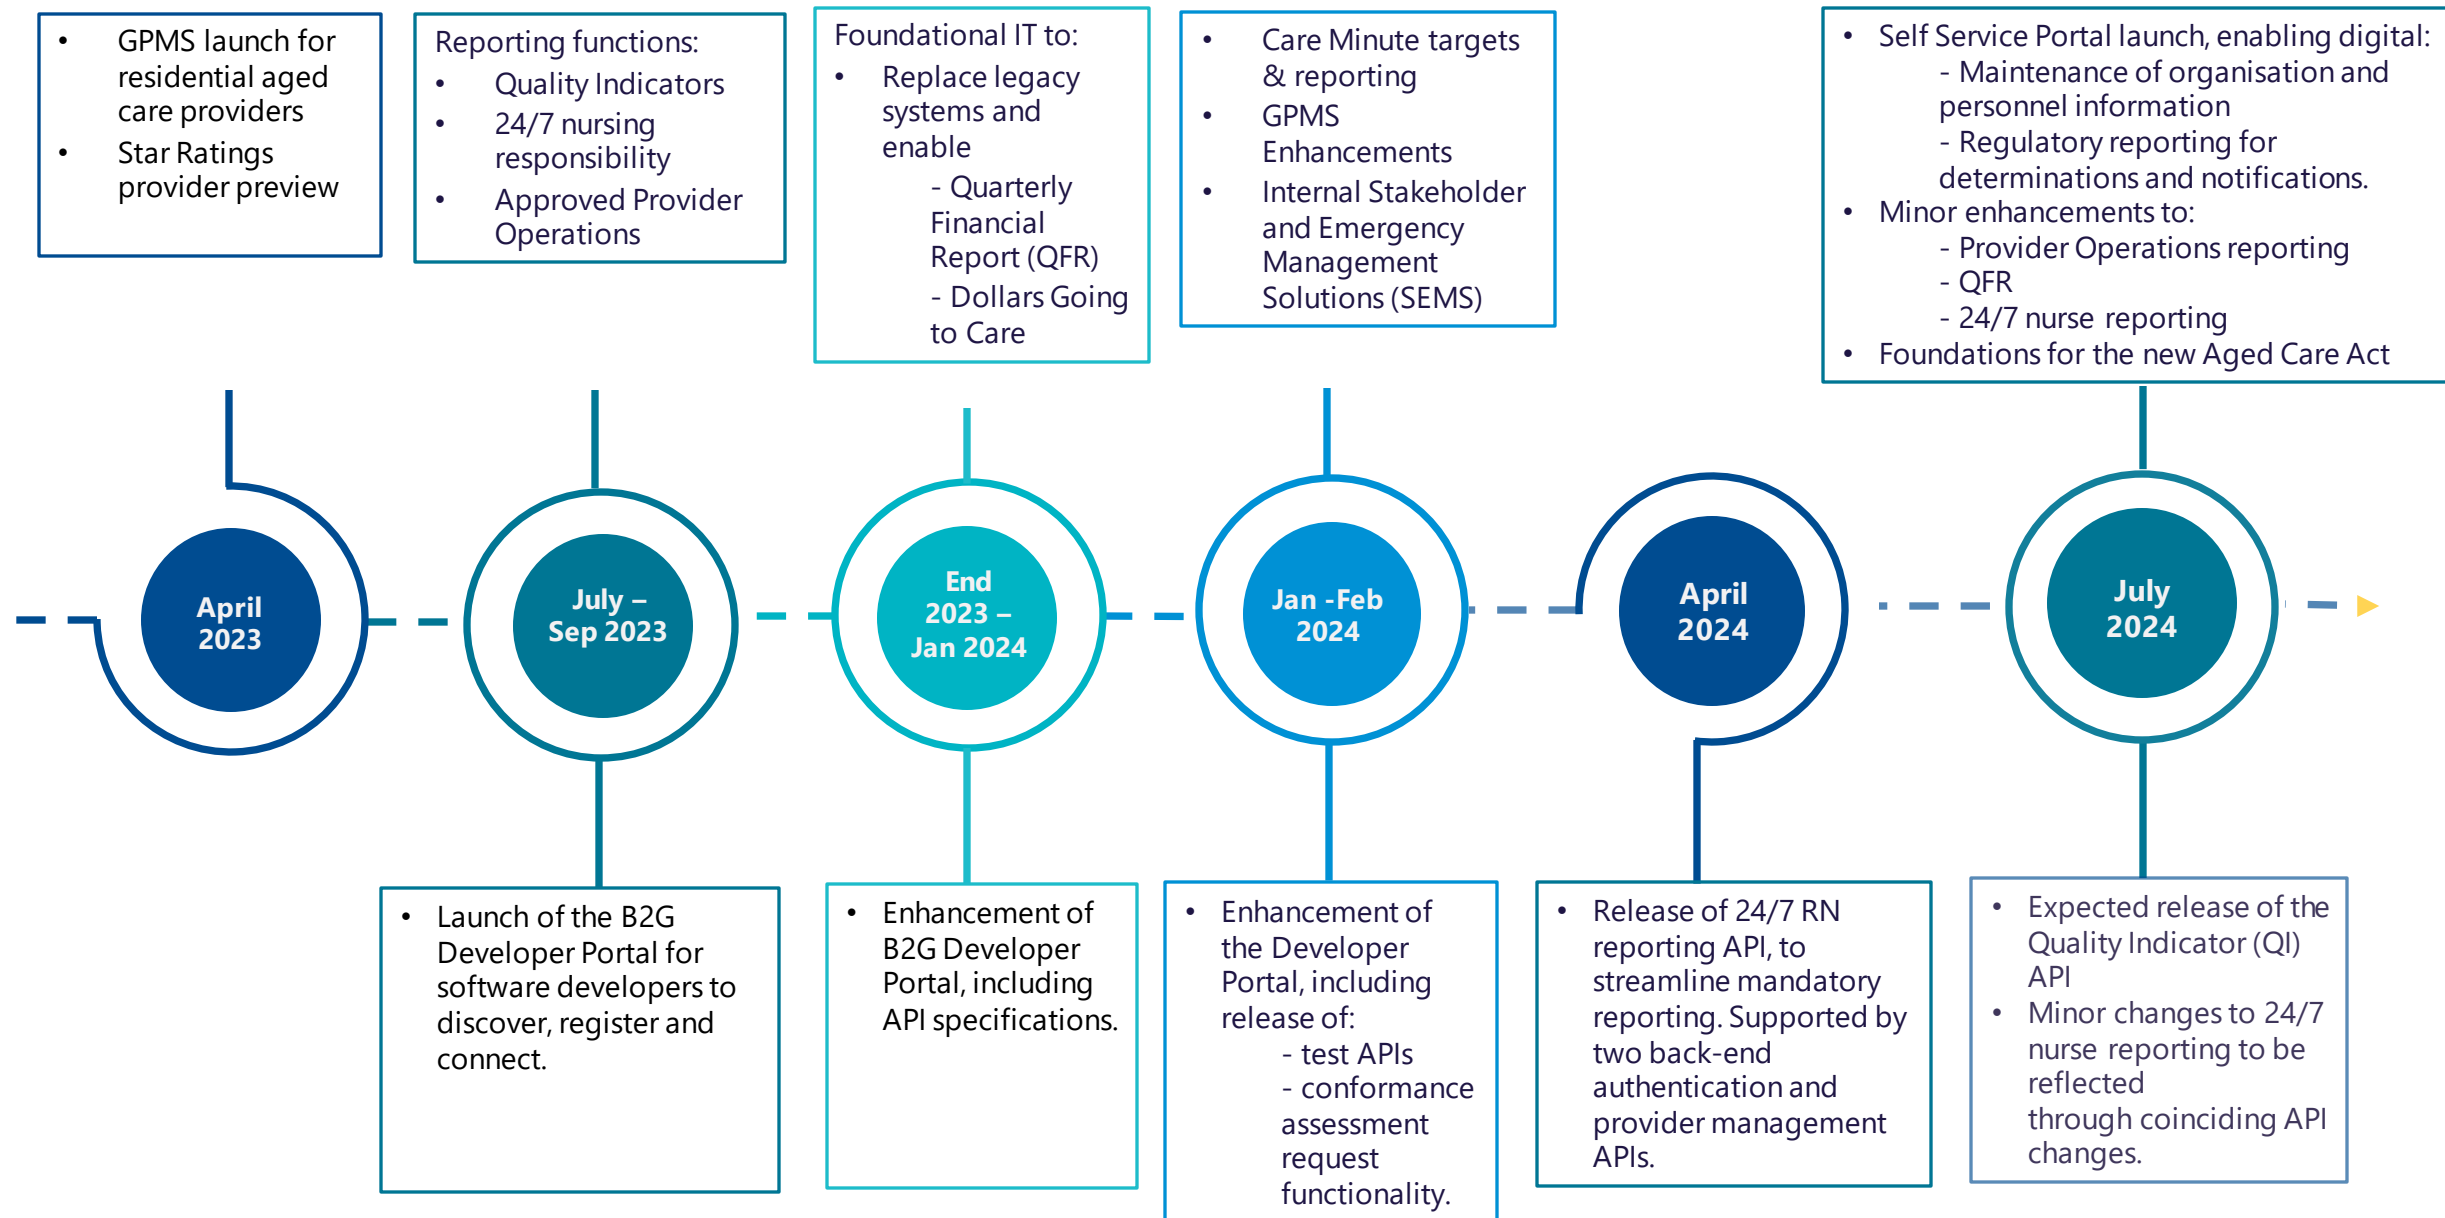 • GPMS launch for
residential aged
care providers
• Star Ratings
provider preview
Reporting functions:
• Quality Indicators
• 24/7 nursing
responsibility
• Approved Provider
Operations
Foundational IT to:
• Replace legacy
systems and
enable
- Quarterly
Financial
Report (QFR)
- Dollars Going
to Care
• Care Minute targets
& reporting
• GPMS
Enhancements
• Internal Stakeholder
and Emergency
Management
Solutions (SEMS)
• Self Service Portal launch, enabling digital:
- Maintenance of organisation and
personnel information
- Regulatory reporting for
determinations and notifications.
• Minor enhancements to:
- Provider Operations reporting
- QFR
- 24/7 nurse reporting
• Foundations for the new Aged Care Act
April
2023
July –
Sep 2023
End
2023 –
Jan 2024
Jan -Feb
2024
April
2024
July
2024
• Launch of the B2G
Developer Portal for
software developers to
discover, register and
connect.
• Enhancement of
B2G Developer
Portal, including
API specifications.
• Enhancement of
the Developer
Portal, including
release of:
- test APIs
- conformance
assessment
request
functionality.
• Release of 24/7 RN
reporting API, to
streamline mandatory
reporting. Supported by
two back-end
authentication and
provider management
APIs.
• Expected release of the
Quality Indicator (QI)
API
• Minor changes to 24/7
nurse reporting to be
reflected
through coinciding API
changes.